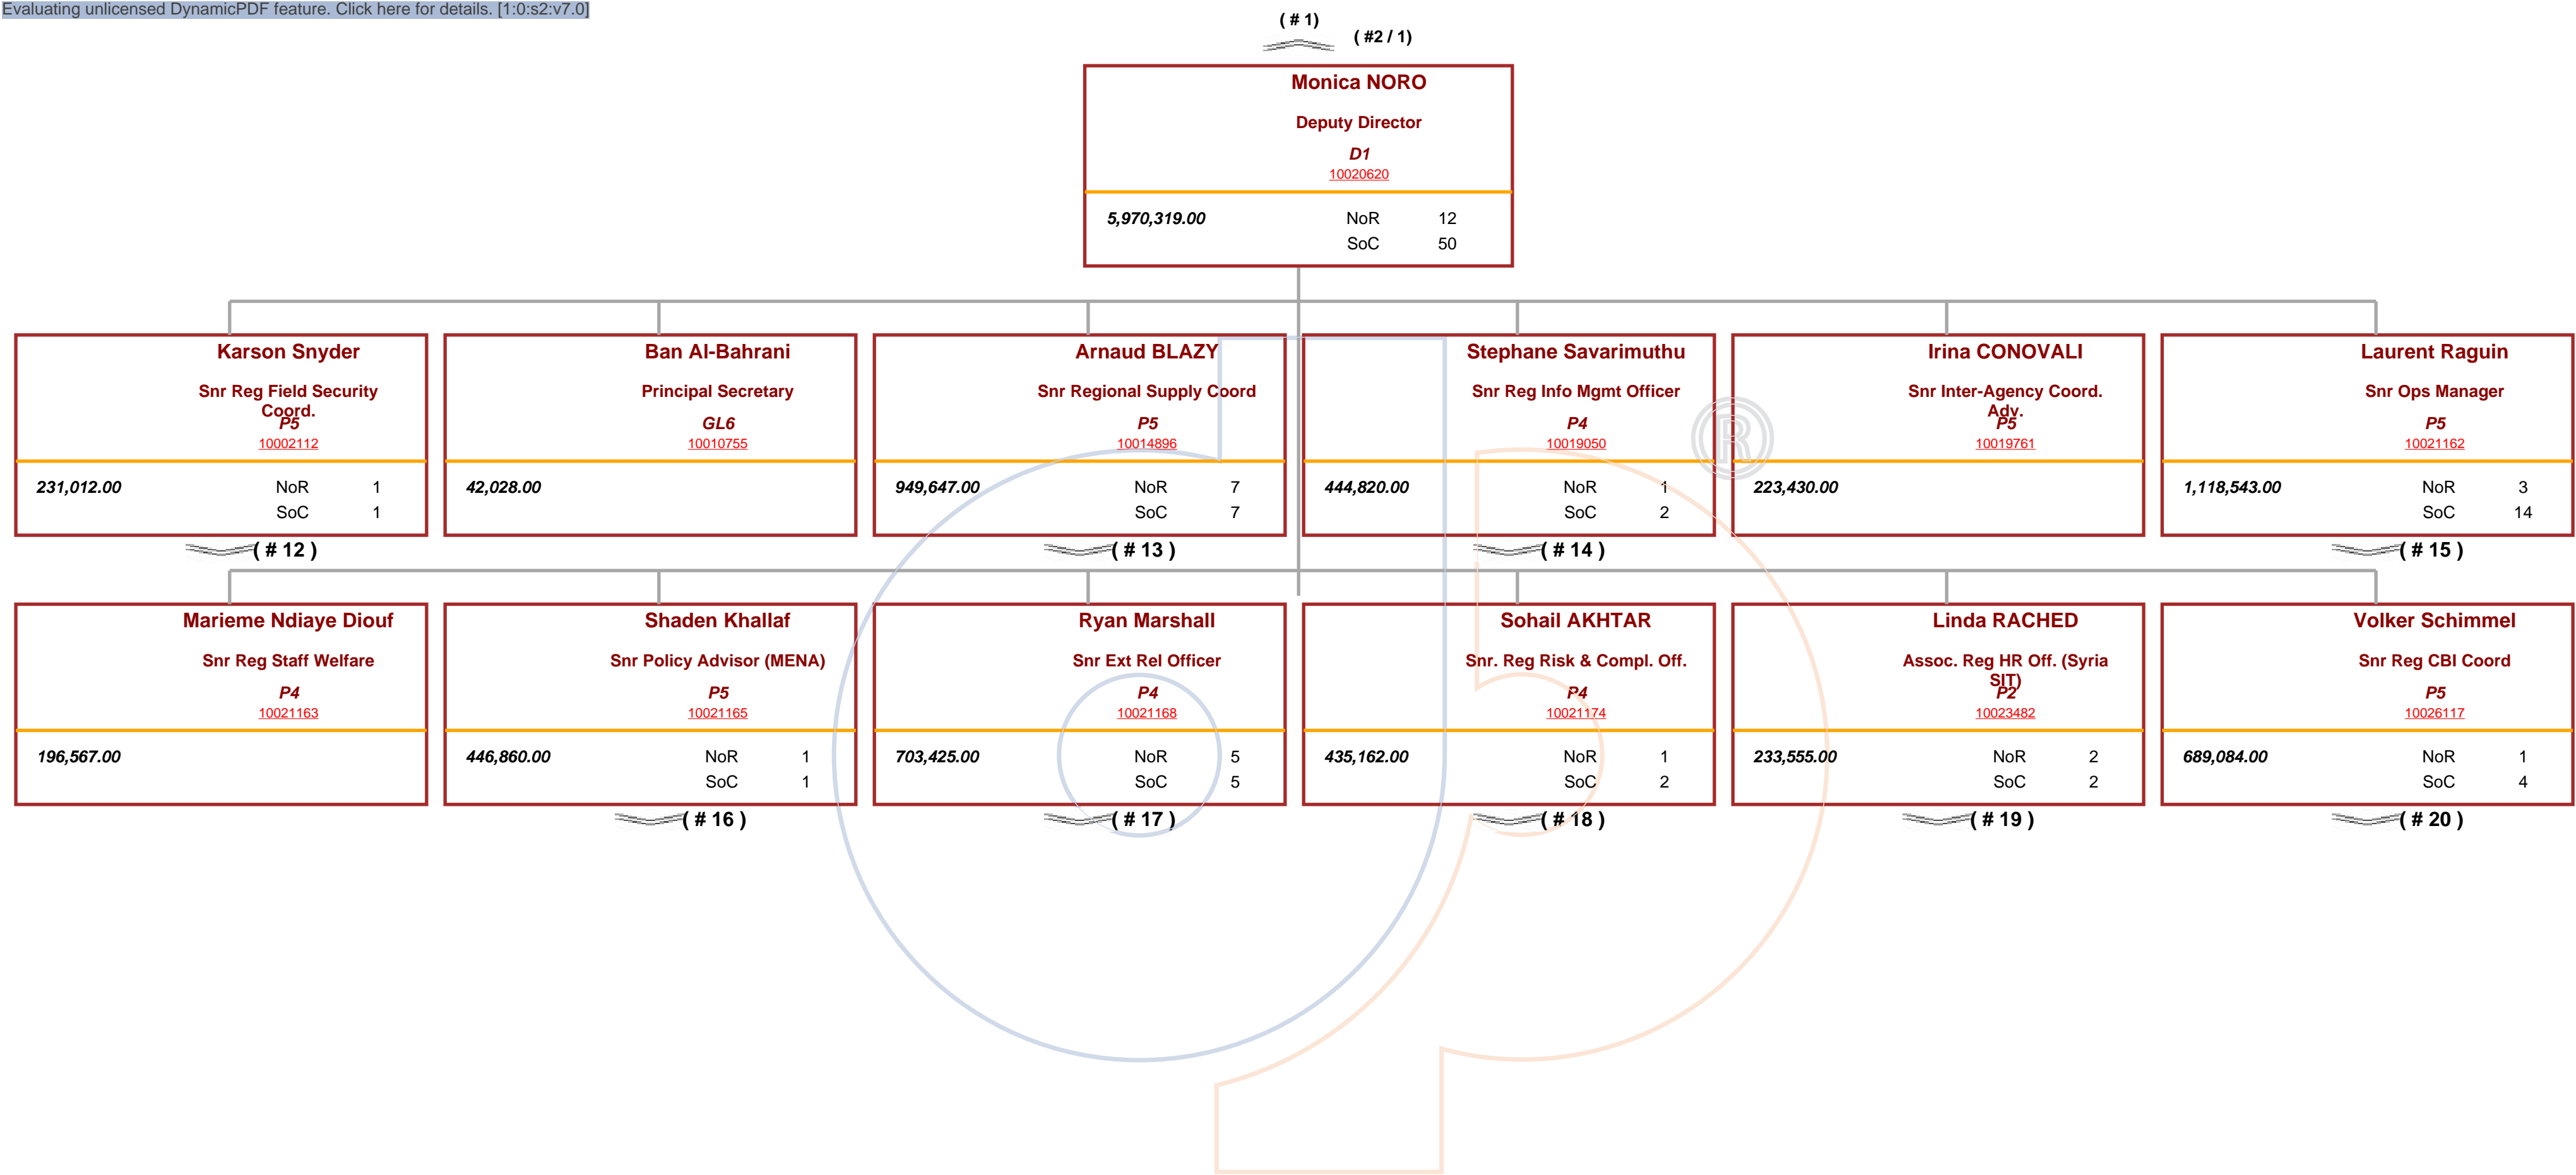 Evaluating unlicensed DynamicPDF feature. Click here for details. [1:0:s2:v7.0]
( # 1)
( #2 / 1)
Monica NORO
Deputy Director
D1
10020620
5,970,319.00 NoR 12
SoC 50
Karson Snyder
Snr Reg Field Security
Coord.
P5
10002112
231,012.00 NoR 1
SoC 1
( # 12 )
Ban Al-Bahrani
Principal Secretary
GL6
10010755
42,028.00
Arnaud BLAZY
Snr Regional Supply Coord
P5
10014896
949,647.00 NoR 7
SoC 7
( # 13 )
Stephane Savarimuthu
Snr Reg Info Mgmt Officer
P4
10019050
444,820.00 NoR 1
SoC 2
( # 14 )
Irina CONOVALI
Snr Inter-Agency Coord.
Adv.
P5
10019761
223,430.00
®
Laurent Raguin
Snr Ops Manager
P5
10021162
1,118,543.00 NoR 3
SoC 14
( # 15 )
Marieme Ndiaye Diouf
Snr Reg Staff Welfare
P4
10021163
196,567.00
Shaden Khallaf
Snr Policy Advisor (MENA)
P5
10021165
446,860.00 NoR 1
SoC 1
( # 16 )
Ryan Marshall
Snr Ext Rel Officer
P4
10021168
703,425.00 NoR 5
SoC 5
( # 17 )
Sohail AKHTAR
Snr. Reg Risk & Compl. Off.
P4
10021174
435,162.00 NoR 1
SoC 2
( # 18 )
Linda RACHED
Assoc. Reg HR Off. (Syria
SIT)
P2
10023482
233,555.00 NoR 2
SoC 2
( # 19 )
Volker Schimmel
Snr Reg CBI Coord
P5
10026117
689,084.00 NoR 1
SoC 4
( # 20 )